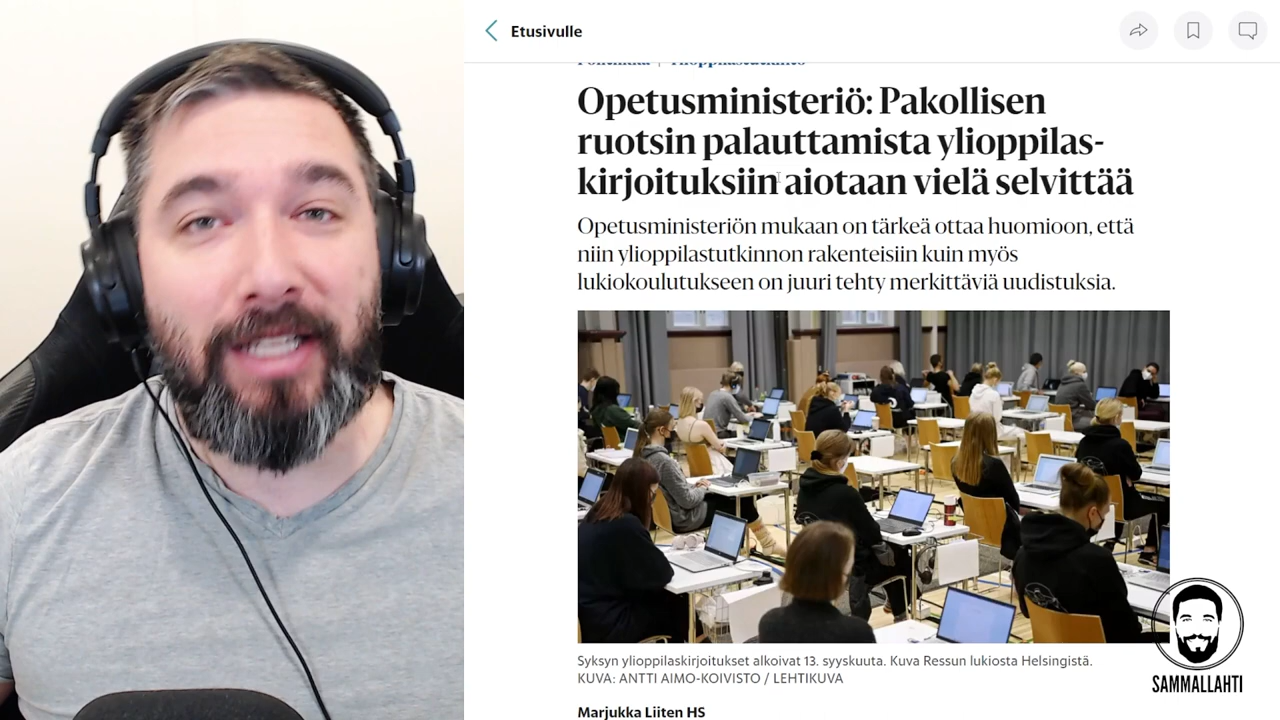 Etusivulle
Opetusministeriö: Pakollisen
ruotsin palauttamista ylioppilas-
kirjoituksiin aiotaan vielä selvittää
Opetusministeriön mukaan on tärkeä ottaa huomioon, että
niin ylioppilastutkinnon rakenteisiin kuin myös
lukiokoulutukseen on juuri tehty merkittäviä uudistuksia.
Syksyn ylioppilaskirjoitukset alkoivat 13. syyskuuta. Kuva Ressun lukiosta Helsingistä.
KUVA: ANTTI AIMO-KOIVISTO / LEHTIKUVA
SAMMALLAHTI
Marjukka Liiten HS